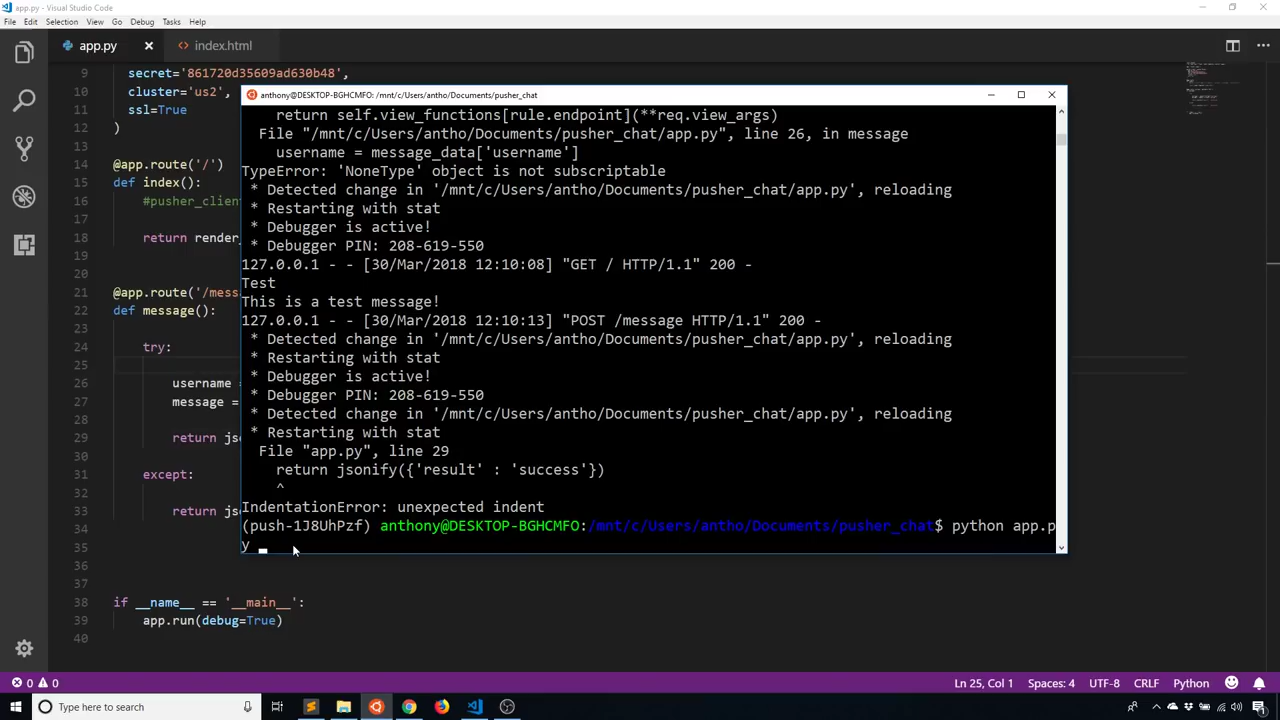 app.py - Visual Studio Code
File Edit Selection View Go Debug Tasks Help
app.py
index.html
9 secret='861720d35609ad630b48',
10 cluster='us2',
11 ssl=True
12 )
13
14 @app.route('/')
15 def index():
16 #pusher_client
17
18 return render_
19
20
21 @app.route('/mess
22 def message():
23
24 try:
25
26 username =
27 message =
28
29 return jso
30
31 except:
32
33 return jso
34
35
36
37
38 if __name__ == '__main__':
39 app.run(debug=True)
40
anthony@DESKTOP-BGHCMFO: /mnt/c/Users/antho/Documents/pusher_chat
return self.view_functions[rule.endpoint](**req.view_args)
File "/mnt/c/Users/antho/Documents/pusher_chat/app.py", line 26, in message
username = message_data['username']
TypeError: 'NoneType' object is not subscriptable
* Detected change in '/mnt/c/Users/antho/Documents/pusher_chat/app.py', reloading
* Restarting with stat
* Debugger is active!
* Debugger PIN: 208-619-550
127.0.0.1 - - [30/Mar/2018 12:10:08] "GET / HTTP/1.1" 200 -
Test
This is a test message!
127.0.0.1 - - [30/Mar/2018 12:10:13] "POST /message HTTP/1.1" 200 -
* Detected change in '/mnt/c/Users/antho/Documents/pusher_chat/app.py', reloading
* Restarting with stat
* Debugger is active!
* Debugger PIN: 208-619-550
* Detected change in '/mnt/c/Users/antho/Documents/pusher_chat/app.py', reloading
* Restarting with stat
File "app.py", line 29
return jsonify({'result' : 'success'})
^
IndentationError: unexpected indent
(push-1J8UhPzf) anthony@DESKTOP-BGHCMFO:/mnt/c/Users/antho/Documents/pusher_chat$ python app.p
y
0 0
Ln 25, Col 1 Spaces: 4 UTF-8 CRLF Python
Type here to search